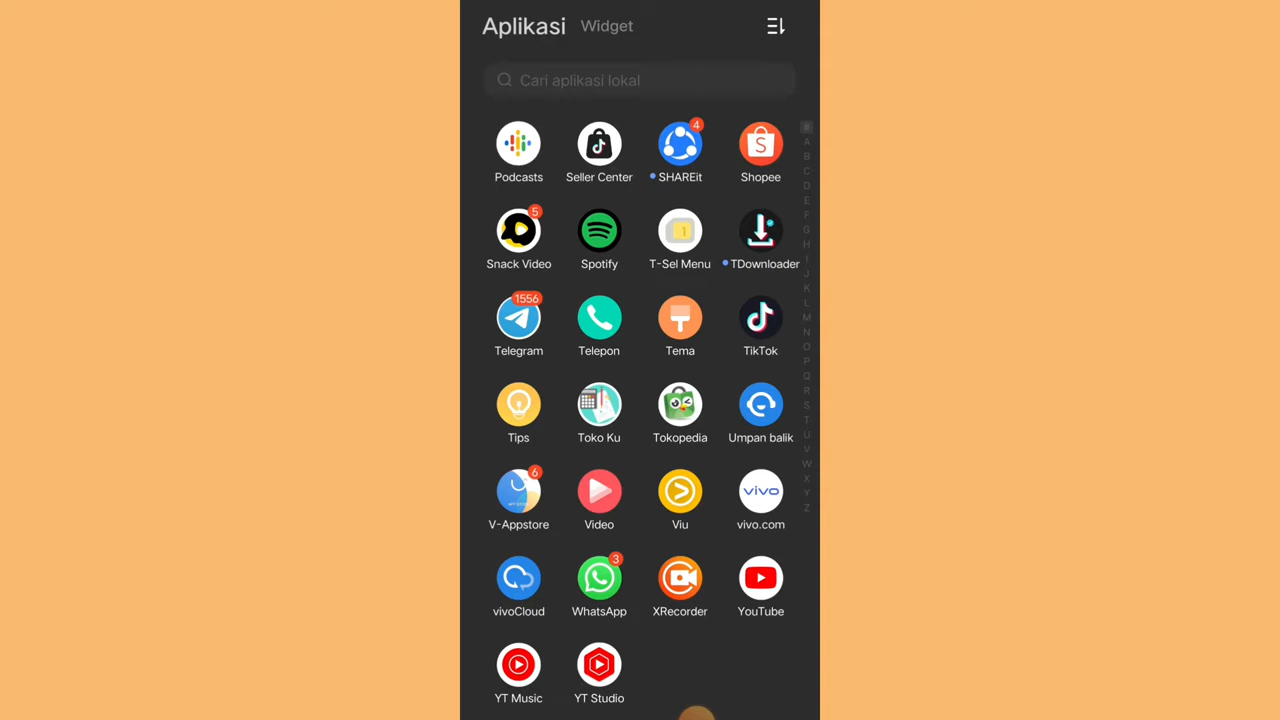 Aplikasi Widget
Cari aplikasi lokal
4
Podcasts Seller Center SHAREit Shopee
5
1
Snack Video Spotify T-Sel Menu TDownloader
1556
Telegram Telepon Tema TikTok
Tips Toko Ku Tokopedia Umpan balik
6
vivo
V-Appstore Video Viu vivo.com
3
vivoCloud WhatsApp XRecorder YouTube
YT Music YT Studio
#
A
B
C
D
E
F
G
H
I
J
K
L
M
N
O
P
Q
R
S
T
U
V
W
X
Y
Z